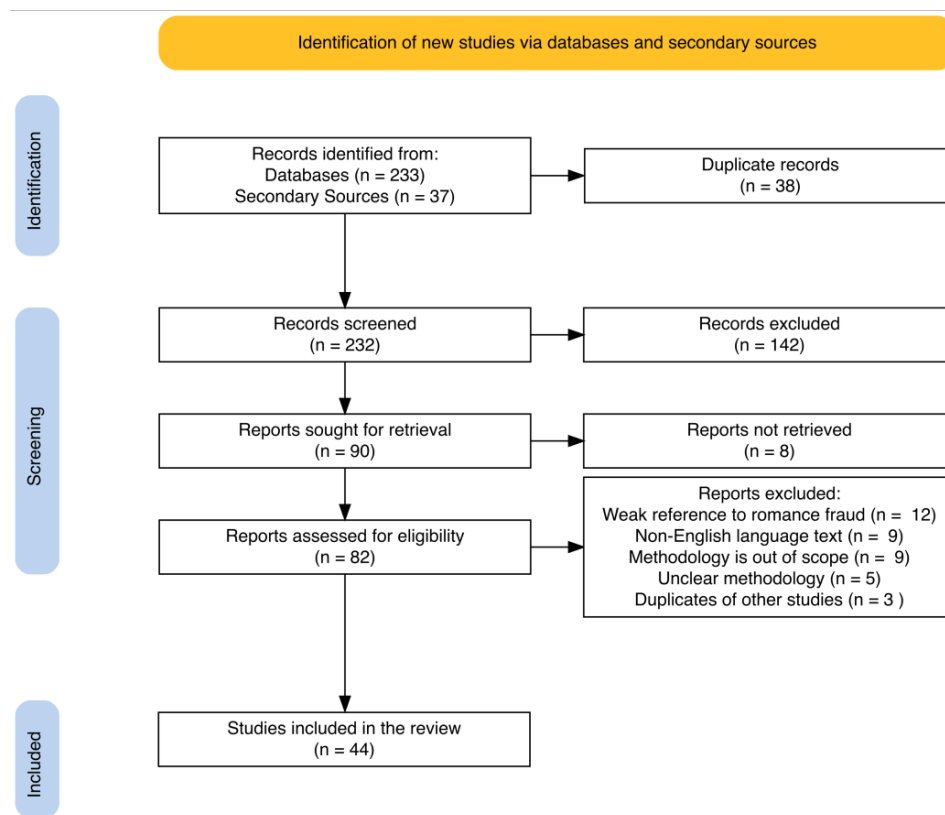 Identification of new studies via databases and secondary sources
Identification
Records identified from:
Databases (n = 233)
Secondary Sources (n = 37)
Duplicate records
(n = 38)
Screening
Records screened
(n = 232)
Records excluded
(n = 142)
Reports sought for retrieval
(n = 90)
Reports not retrieved
(n = 8)
Reports assessed for eligibility
(n = 82)
Reports excluded:
Weak reference to romance fraud (n =  12)
Non-English language text (n =  9)
Methodology is out of scope (n =  9)
Unclear methodology (n = 5)
Duplicates of other studies (n = 3 )
Included
Studies included in the review
(n = 44)